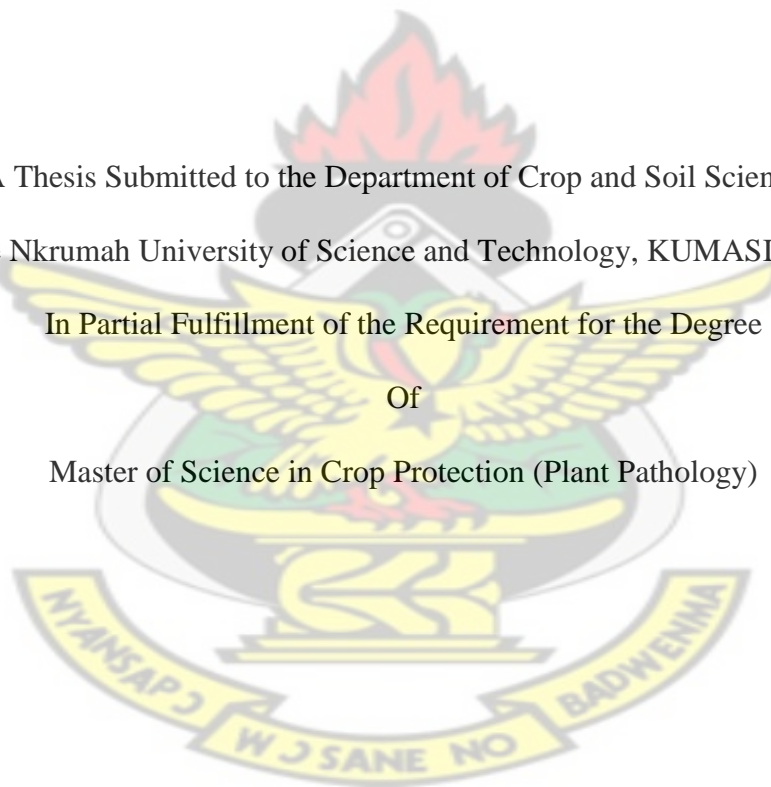 A Thesis Submitted to the Department of Crop and Soil Scien
Nkrumah University of Science and Technology, KUMASI
In Partial Fulfillment of the Requirement for the Degree
Of
Master of Science in Crop Protection (Plant Pathology)
NYANSAPƆ
WƆSANE NO
BADWENMA